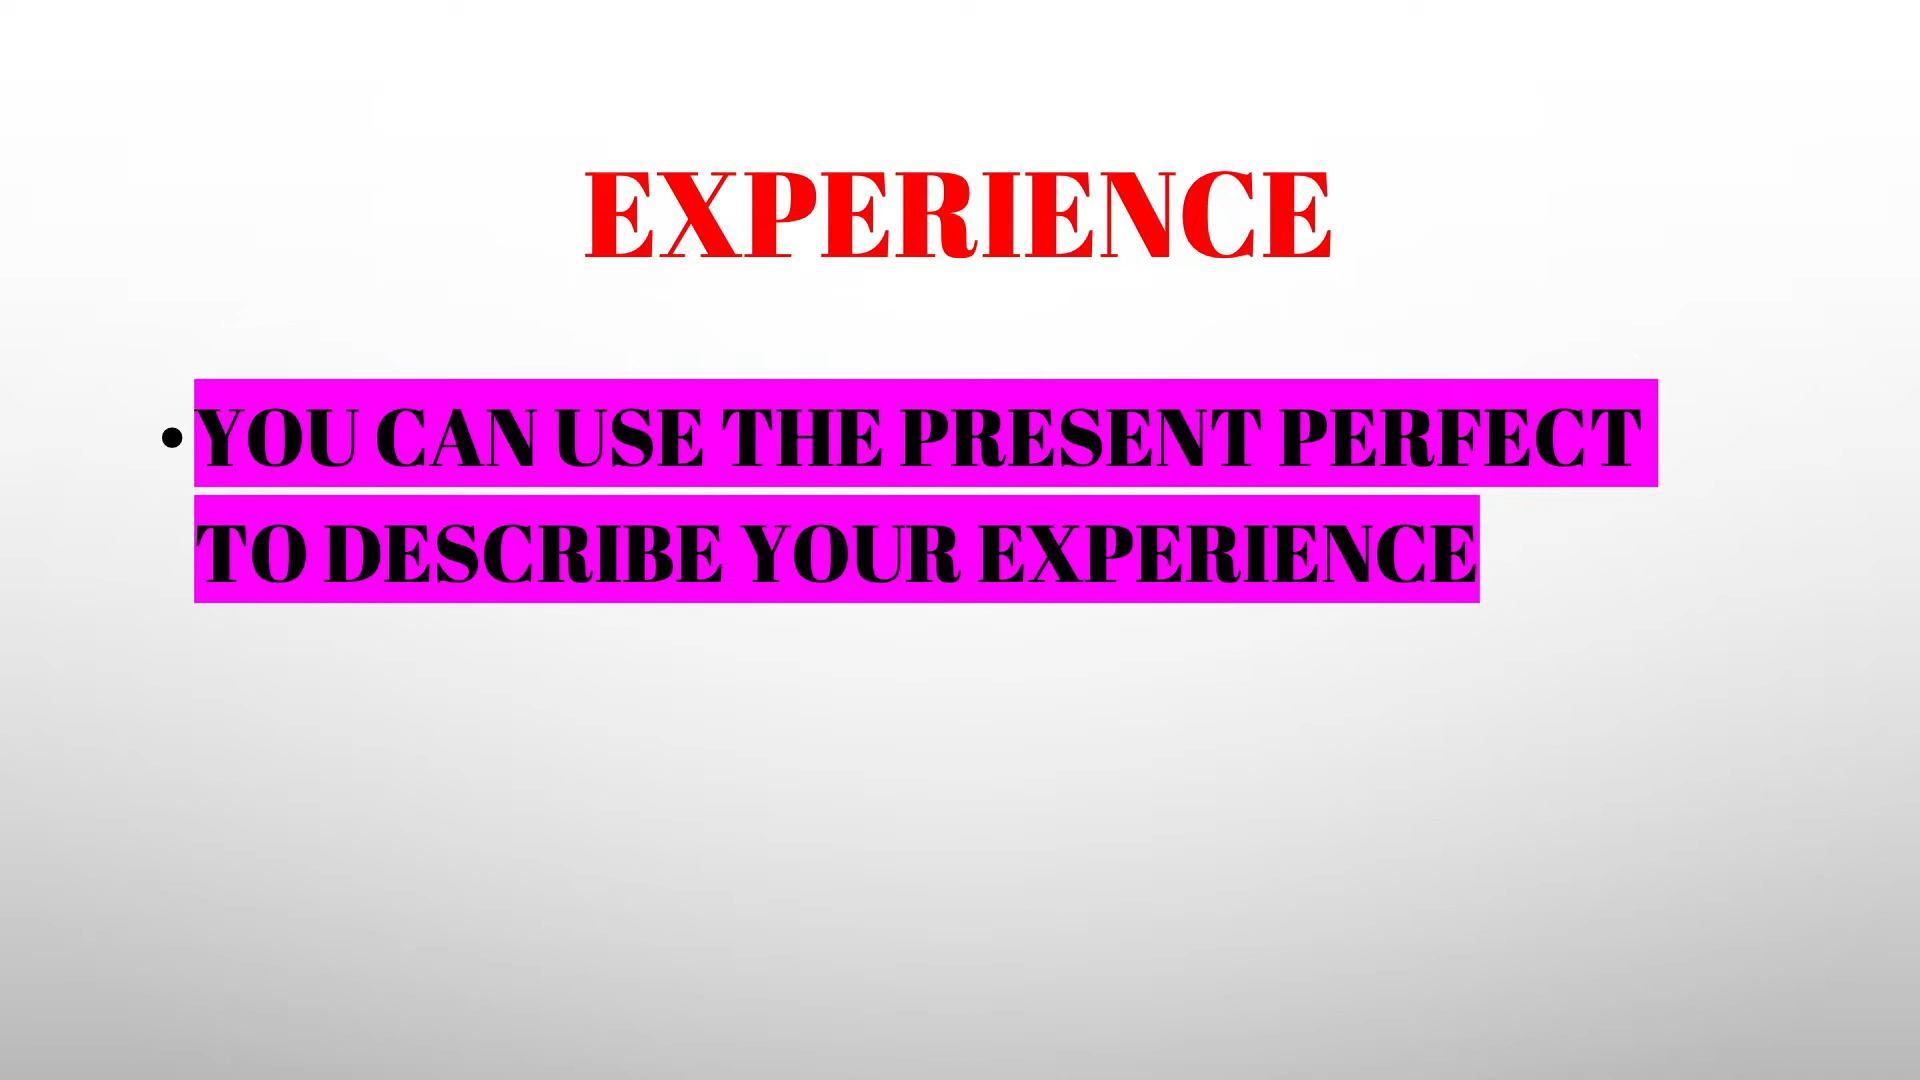 EXPERIENCE
• YOU CAN USE THE PRESENT PERFECT
TO DESCRIBE YOUR EXPERIENCE